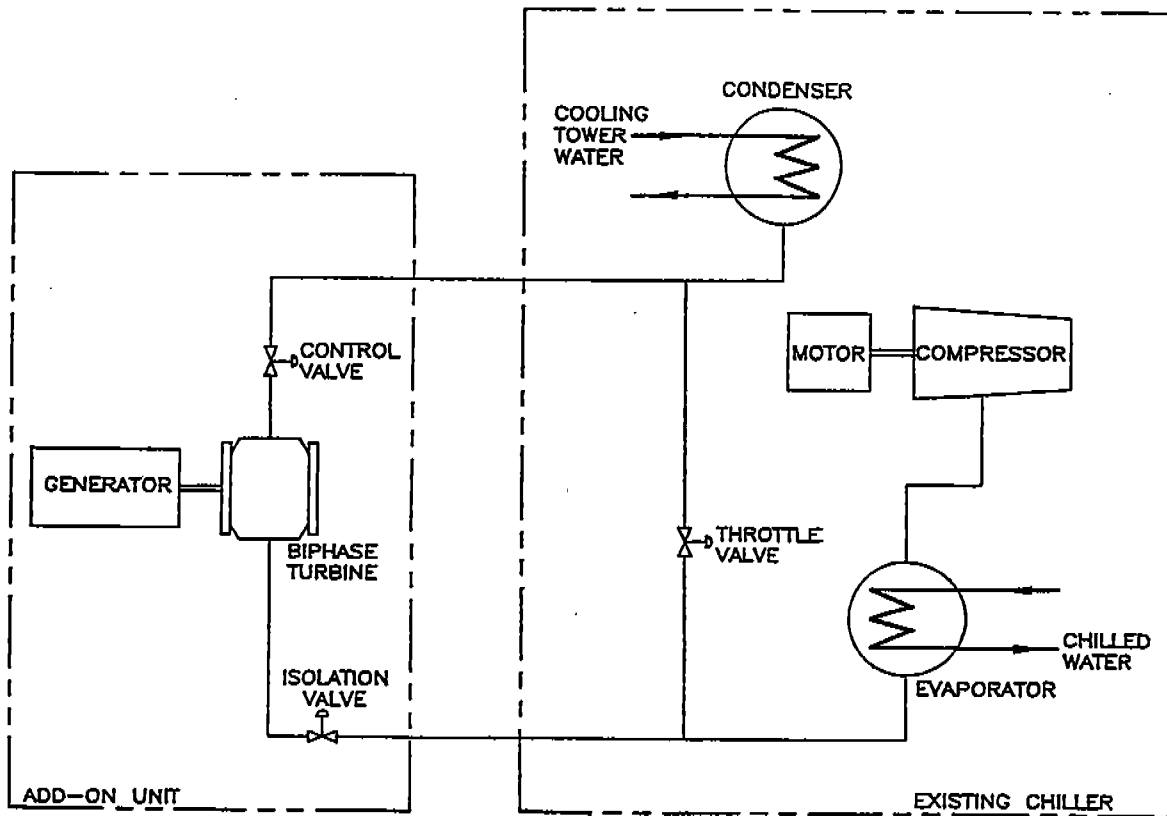 CONDENSER
COOLING
TOWER
WATER
CONTROL
VALVE
MOTOR
COMPRESSOR
GENERATOR
BIPHASE
TURBINE
THROTTLE
VALVE
ISOLATION
VALVE
CHILLED
WATER
EVAPORATOR
ADD-ON UNIT
EXISTING CHILLER